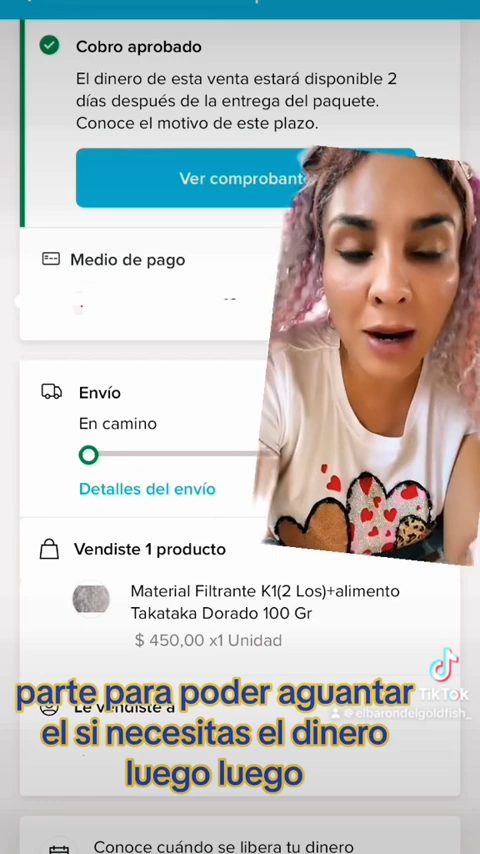 Cobro aprobado
El dinero de esta venta estará disponible 2
días después de la entrega del paquete.
Conoce el motivo de este plazo.
Ver comprobante
Medio de pago
Envío
En camino
Detalles del envío
Vendiste 1 producto
Material Filtrante K1(2 Los)+alimento
Takataka Dorado 100 Gr
$ 450,00 x1 Unidad
Le vendiste a
parte para poder aguantar
el si necesitas el dinero
luego luego
TikTok
@elbarondelgoldfish_
Conoce cuándo se libera tu dinero